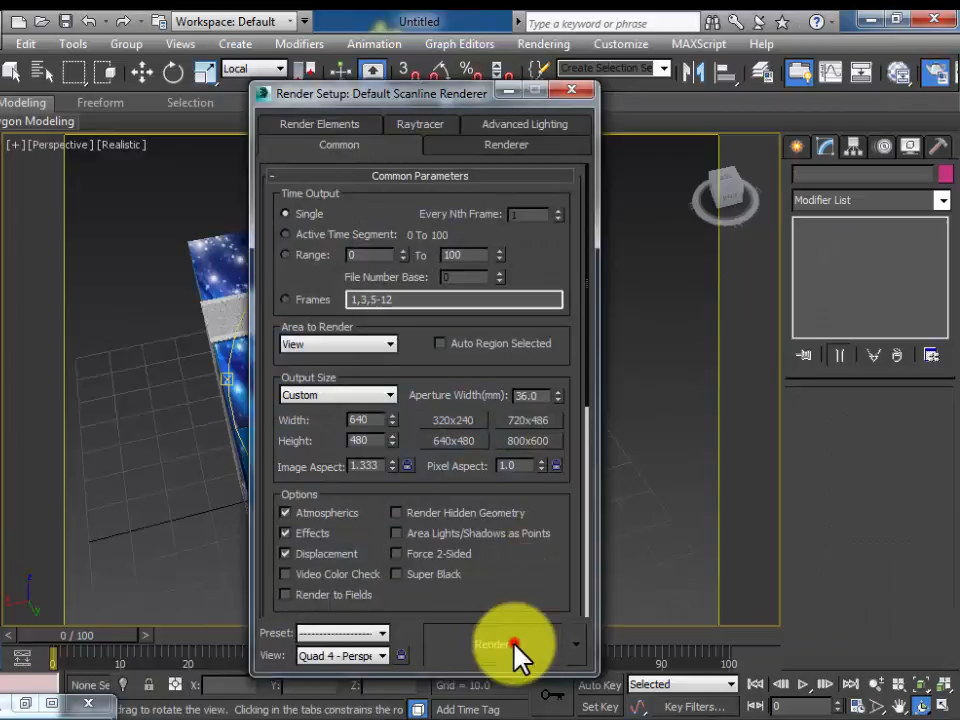 Workspace: Default
Untitled
Type a keyword or phrase
Edit Tools Group Views Create Modifiers Animation Graph Editors Rendering Customize MAXScript Help
Local
Create Selection Se
Modeling Freeform Selection
ygon Modeling
[+] [Perspective] [Realistic]
Render Setup: Default Scanline Renderer
Render Elements Raytracer Advanced Lighting
Common Renderer
- Common Parameters
Time Output
Single Every Nth Frame: 1
Active Time Segment: 0 To 100
Range: 0 To 100
File Number Base: 0
Frames 1,3,5-12
Area to Render
View Auto Region Selected
Output Size
Custom Aperture Width(mm): 36.0
Width: 640 320x240 720x486
Height: 480 640x480 800x600
Image Aspect: 1.333 Pixel Aspect: 1.0
Options
Atmospherics Render Hidden Geometry
Effects Area Lights/Shadows as Points
Displacement Force 2-Sided
Video Color Check Super Black
Render to Fields
Preset: Render
View: Quad 4 - Perspe
Modifier List
0 / 100
0 10 20 90 100
None Se X: Grid = 10.0 Auto Key Selected
drag to rotate the view. Clicking in the tabs constrains the rot Add Time Tag Set Key Key Filters... 0